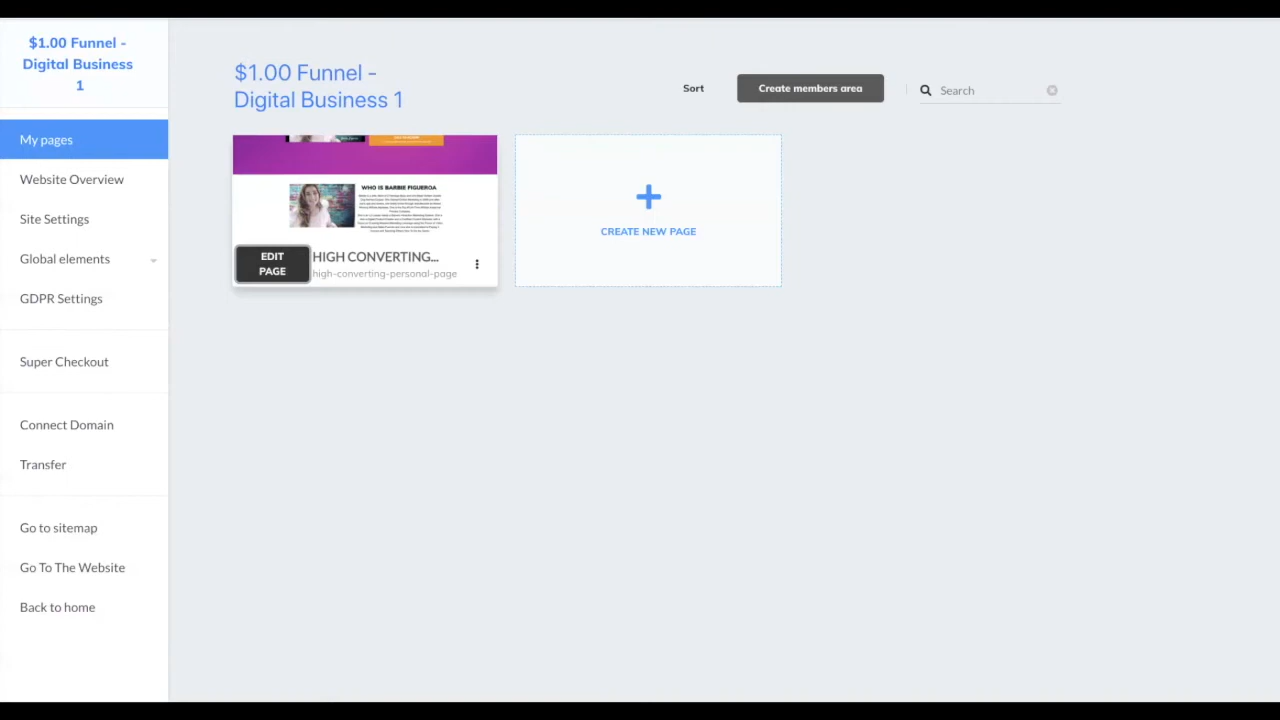 $1.00 Funnel -
Digital Business
1
My pages
Website Overview
Site Settings
Global elements
GDPR Settings
Super Checkout
Connect Domain
Transfer
Go to sitemap
Go To The Website
Back to home
$1.00 Funnel -
Digital Business 1
Sort
Create members area
Search
WHO IS BARBIE FIGUEROA
EDIT
PAGE
HIGH CONVERTING...
high-converting-personal-page
CREATE NEW PAGE